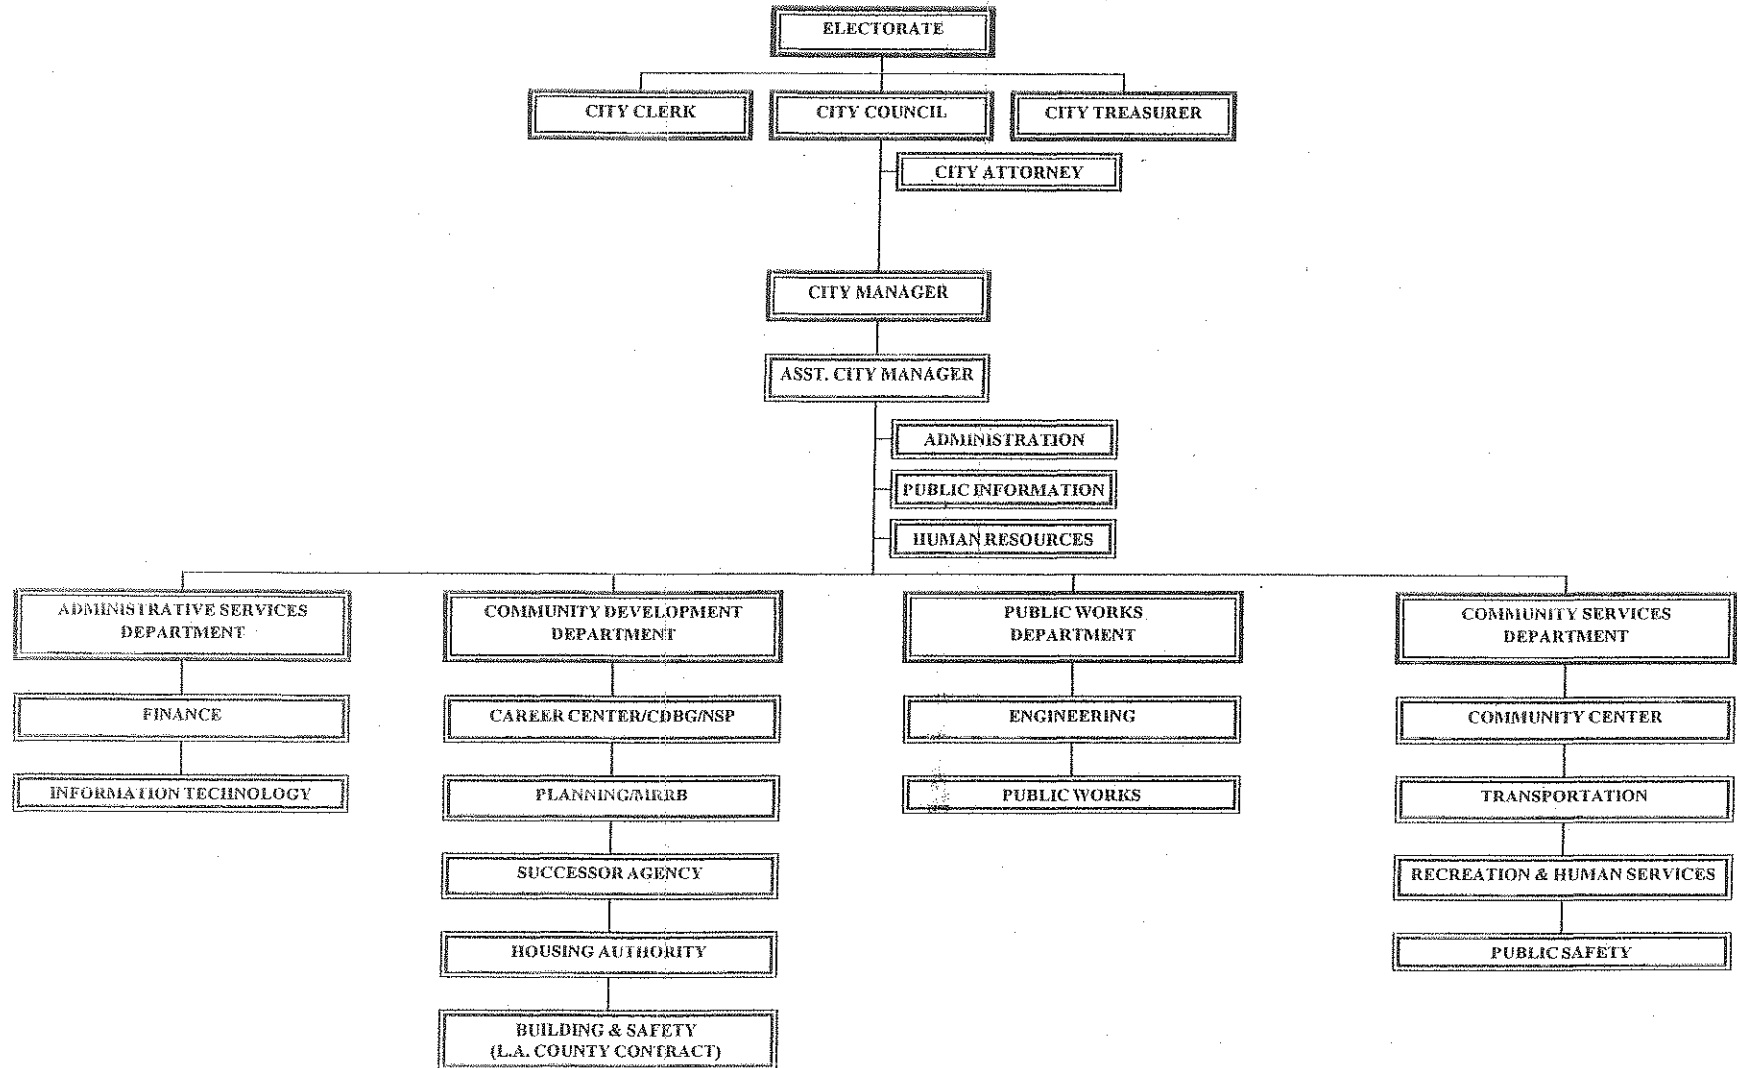 ELECTORATE
CITY CLERK
CITY COUNCIL
CITY TREASURER
CITY ATTORNEY
CITY MANAGER
ASST. CITY MANAGER
ADMINISTRATION
PUBLIC INFORMATION
HUMAN RESOURCES
ADMINISTRATIVE SERVICES
DEPARTMENT
FINANCE
INFORMATION TECHNOLOGY
COMMUNITY DEVELOPMENT
DEPARTMENT
CAREER CENTER/CDBG/NSP
PLANNING/MRRB
SUCCESSOR AGENCY
HOUSING AUTHORITY
BUILDING & SAFETY
(L.A. COUNTY CONTRACT)
PUBLIC WORKS
DEPARTMENT
ENGINEERING
PUBLIC WORKS
COMMUNITY SERVICES
DEPARTMENT
COMMUNITY CENTER
TRANSPORTATION
RECREATION & HUMAN SERVICES
PUBLIC SAFETY